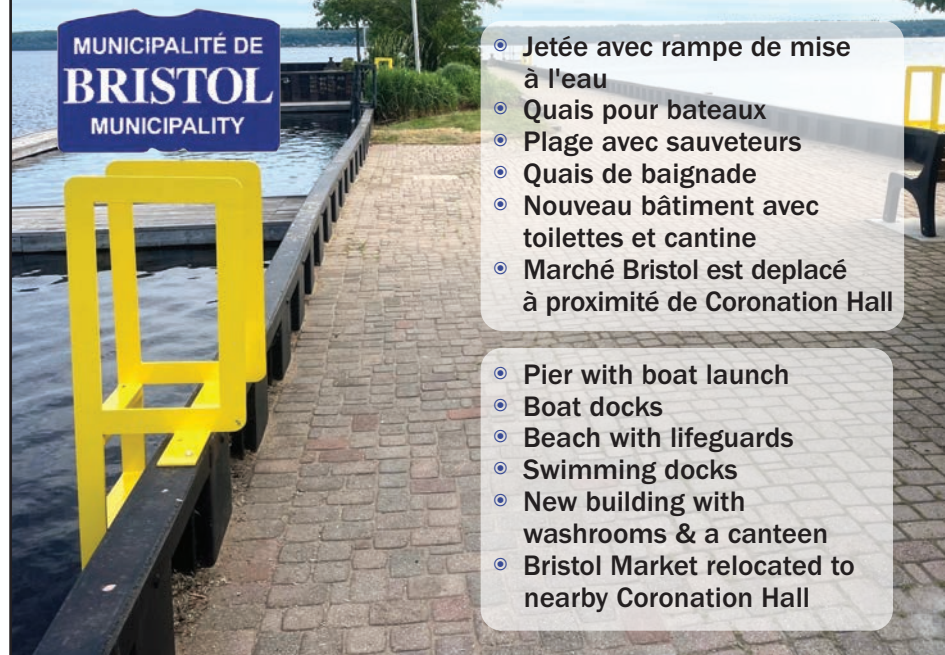 MUNICIPALITÉ DE
BRISTOL
MUNICIPALITY
Jetée avec rampe de mise
à l'eau
Quais pour bateaux
Plage avec sauveteurs
Quais de baignade
Nouveau bâtiment avec
toilettes et cantine
Marché Bristol est deplacé
à proximité de Coronation Hall
Pier with boat launch
Boat docks
Beach with lifeguards
Swimming docks
New building with
washrooms & a canteen
Bristol Market relocated to
nearby Coronation Hall